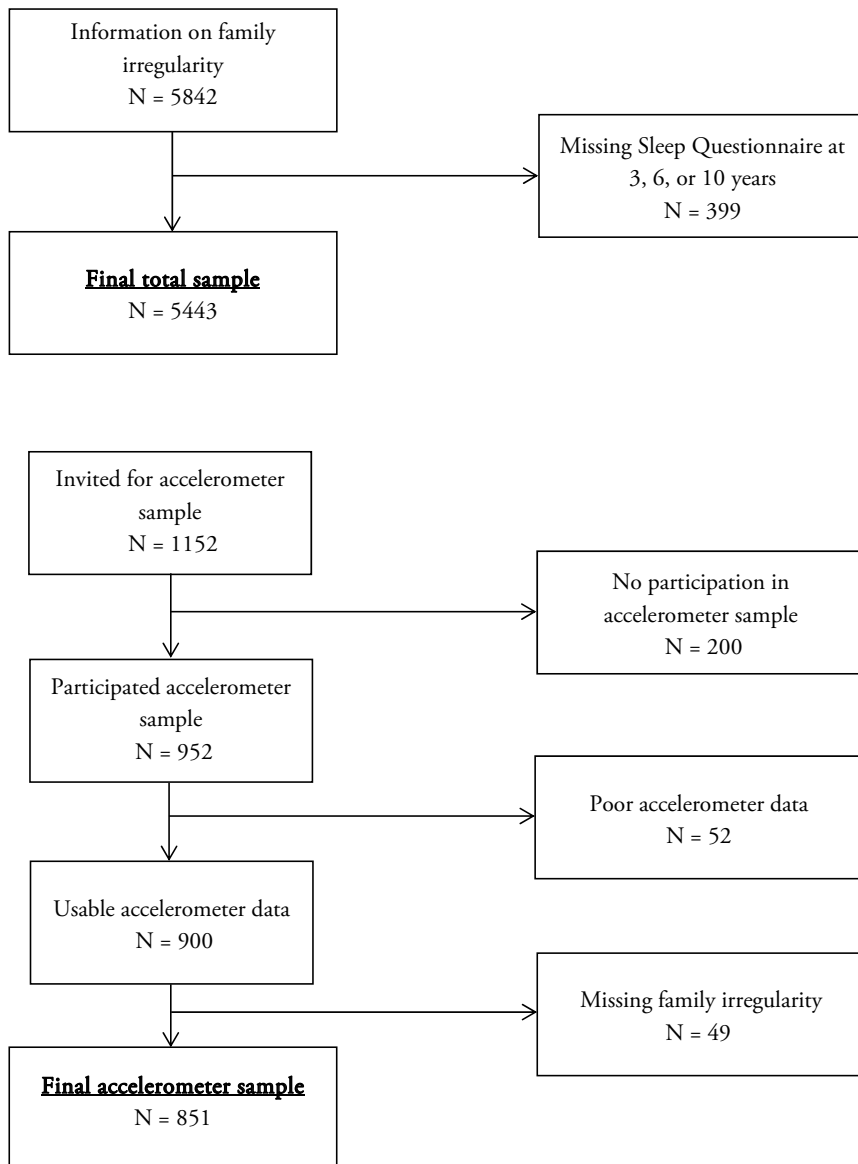 Information on family
irregularity
N = 5842
Missing Sleep Questionnaire at
3, 6, or 10 years
N = 399
Final total sample
N = 5443
Invited for accelerometer
sample
N = 1152
No participation in
accelerometer sample
N = 200
Participated accelerometer
sample
N = 952
Poor accelerometer data
N = 52
Usable accelerometer data
N = 900
Missing family irregularity
N = 49
Final accelerometer sample
N = 851